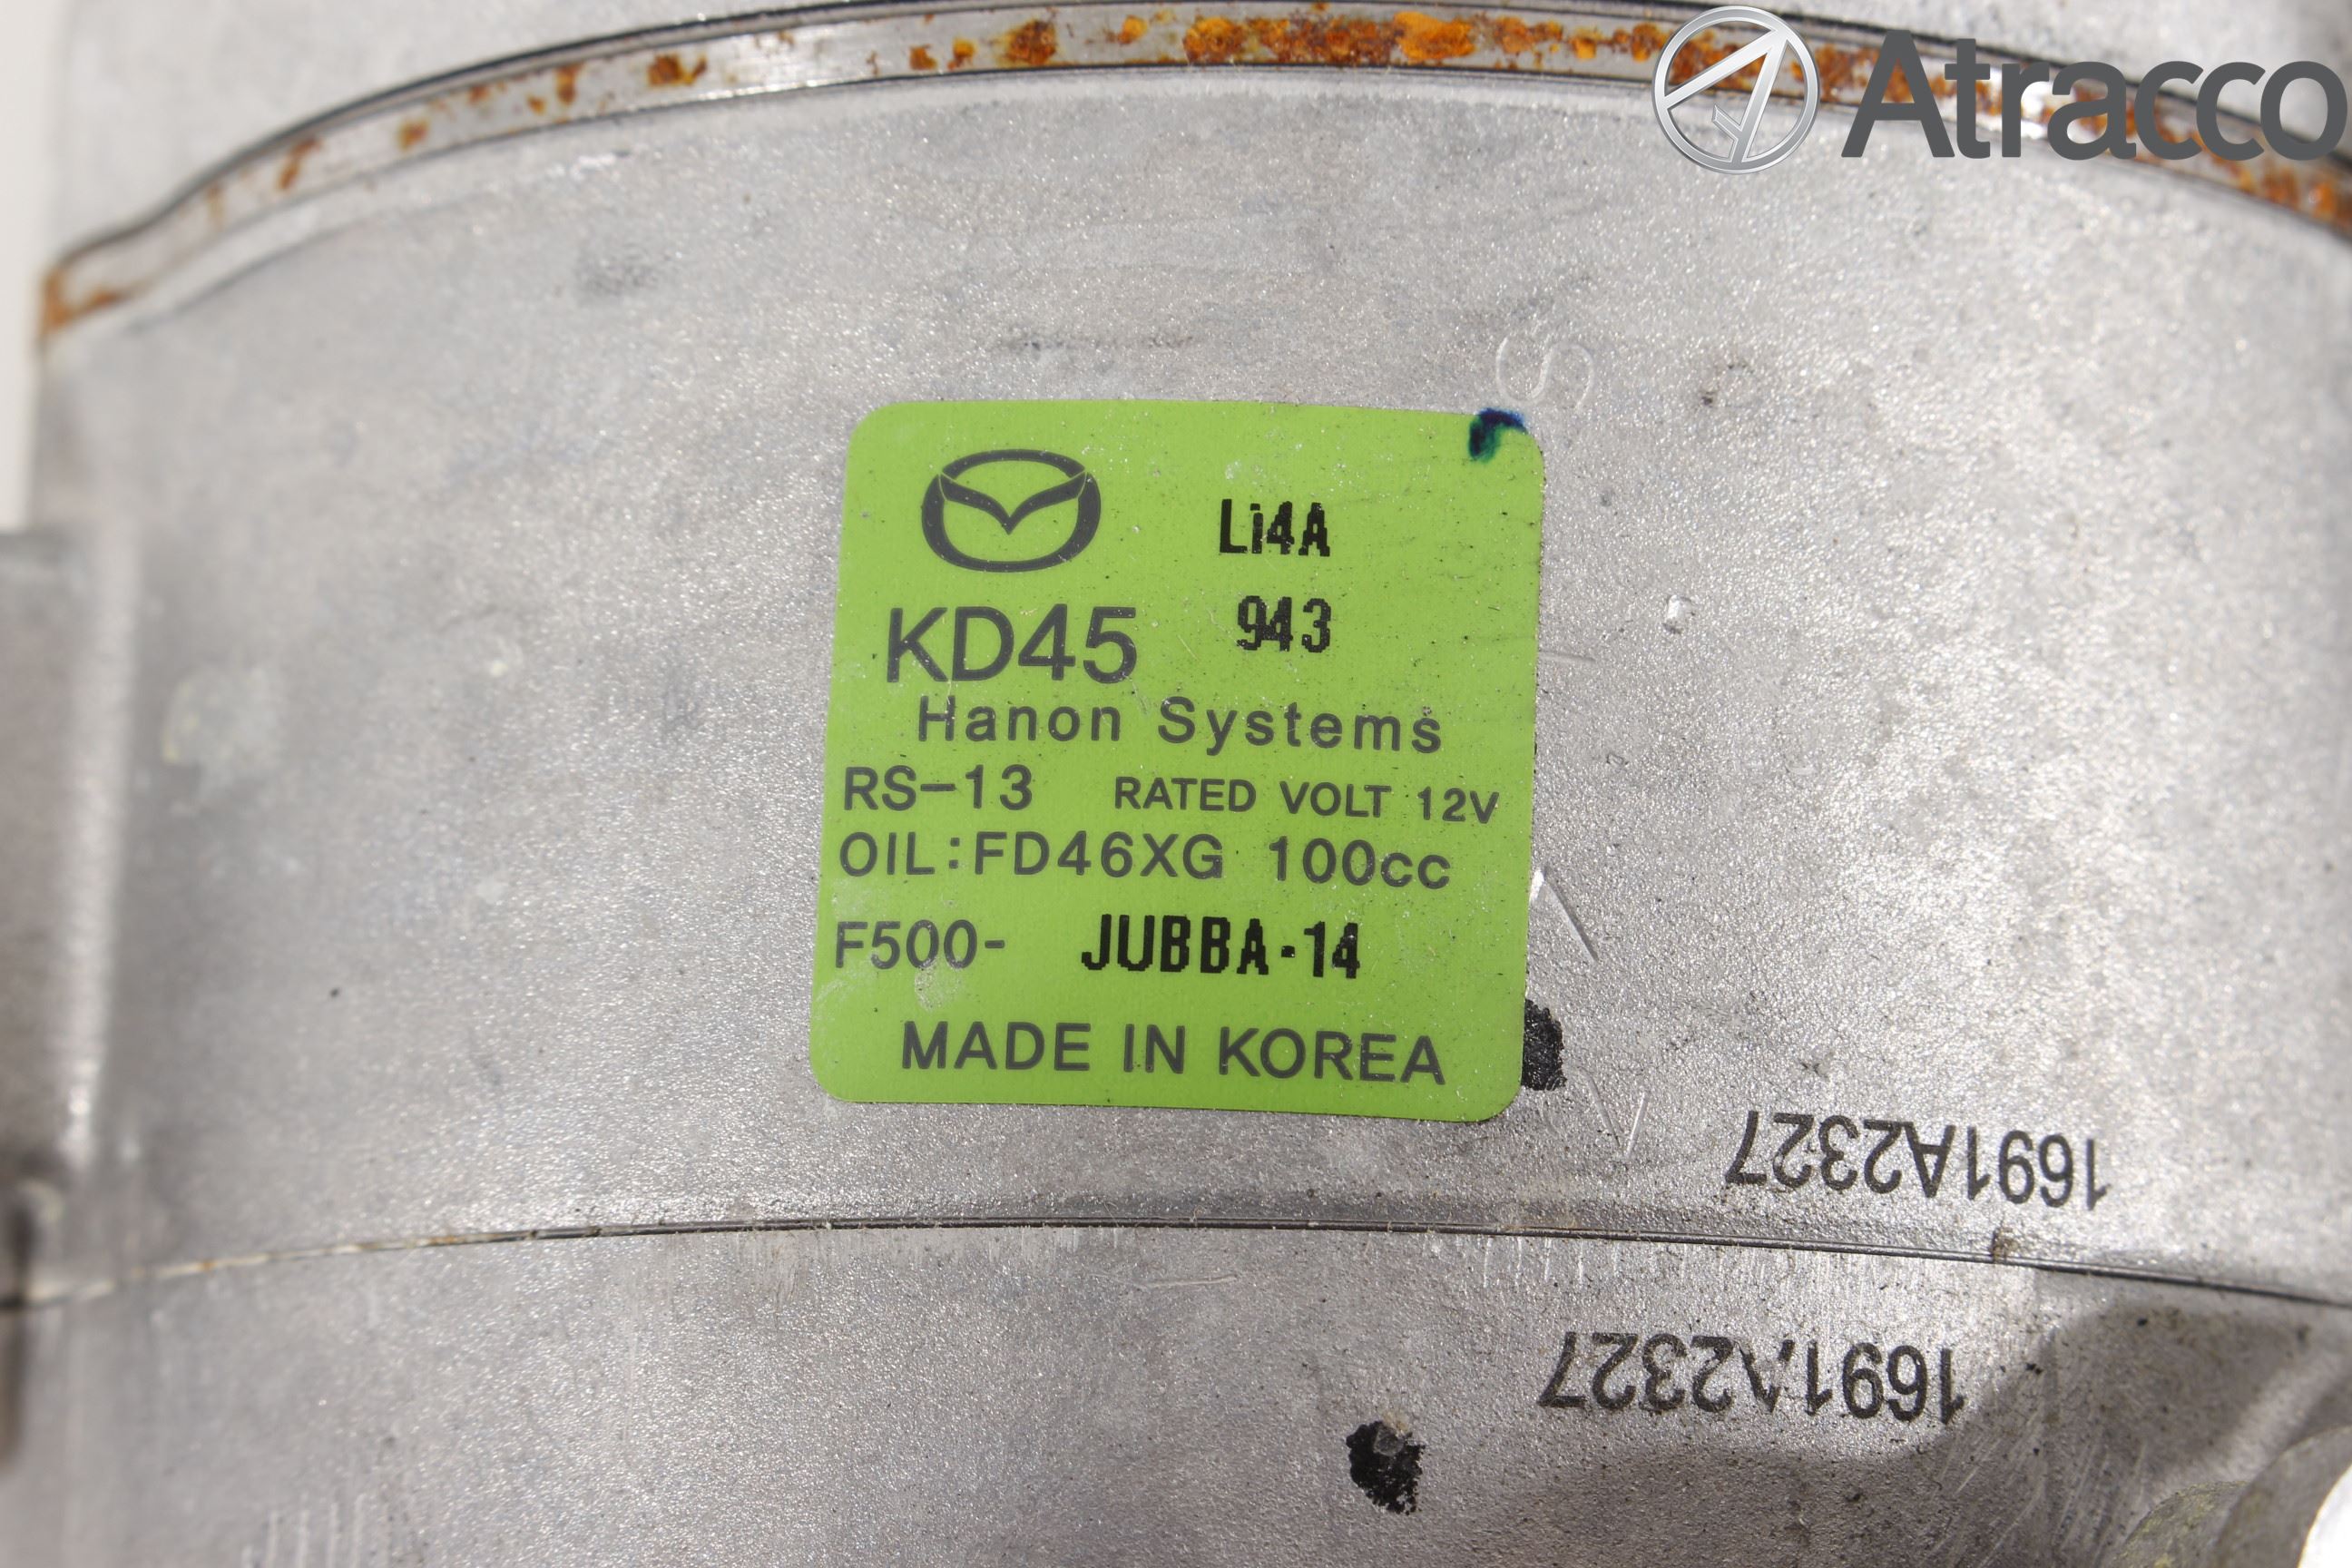 Atracco
Li4A
943
KD45
Hanon Systems
RS-13 RATED VOLT 12V
OIL:FD46XG 100cc
F500- JUBBA-14
MADE IN KOREA
1691A2327
1691A2327